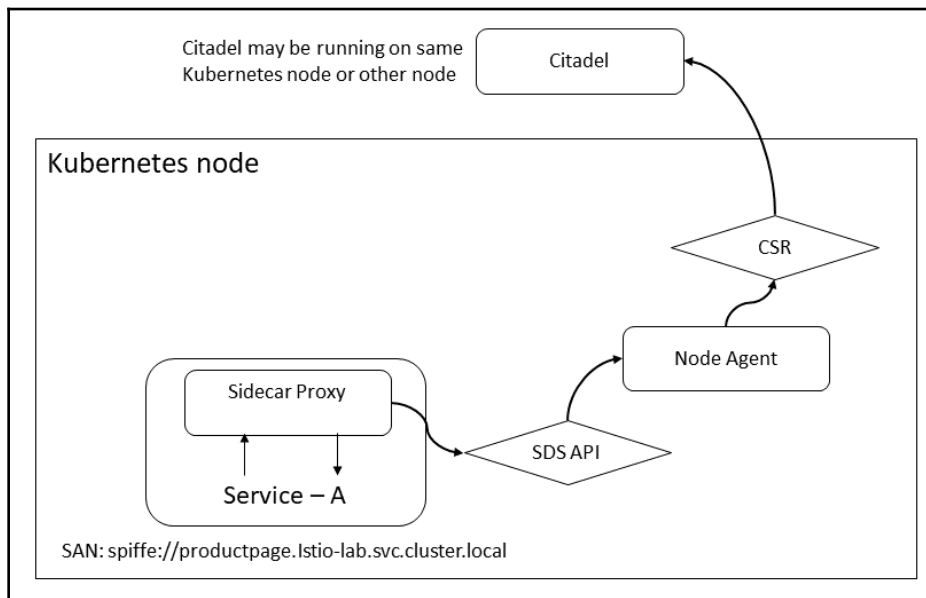 Citadel may be running on same
Kubernetes node or other node
Citadel
Kubernetes node
CSR
Node Agent
Sidecar Proxy
SDS API
Service – A
SAN: spiffe://productpage.Istio-lab.svc.cluster.local